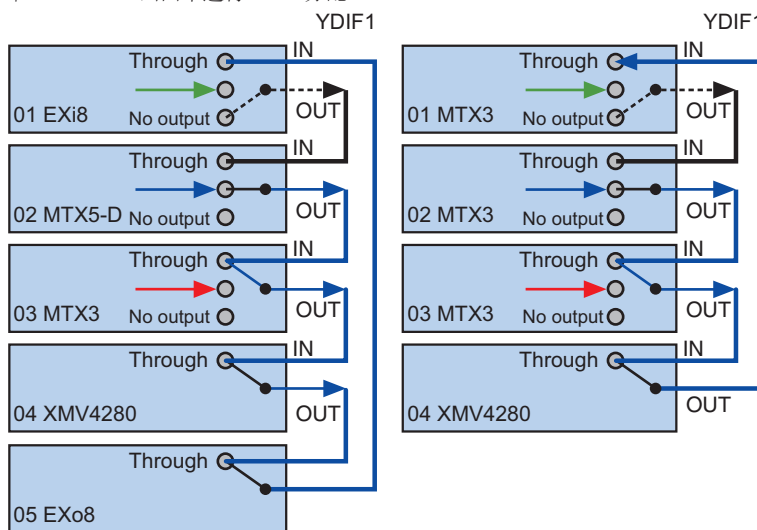 YDIF1
IN
Through
OUT
01 EXi8
No output
IN
Through
02 MTX5-D
No output
OUT
IN
Through
03 MTX3
No output
OUT
IN
Through
04 XMV4280
OUT
Through
05 EXo8
YDIF1
IN
Through
OUT
01 MTX3
No output
IN
Through
02 MTX3
No output
OUT
IN
Through
03 MTX3
No output
OUT
IN
Through
04 XMV4280
OUT